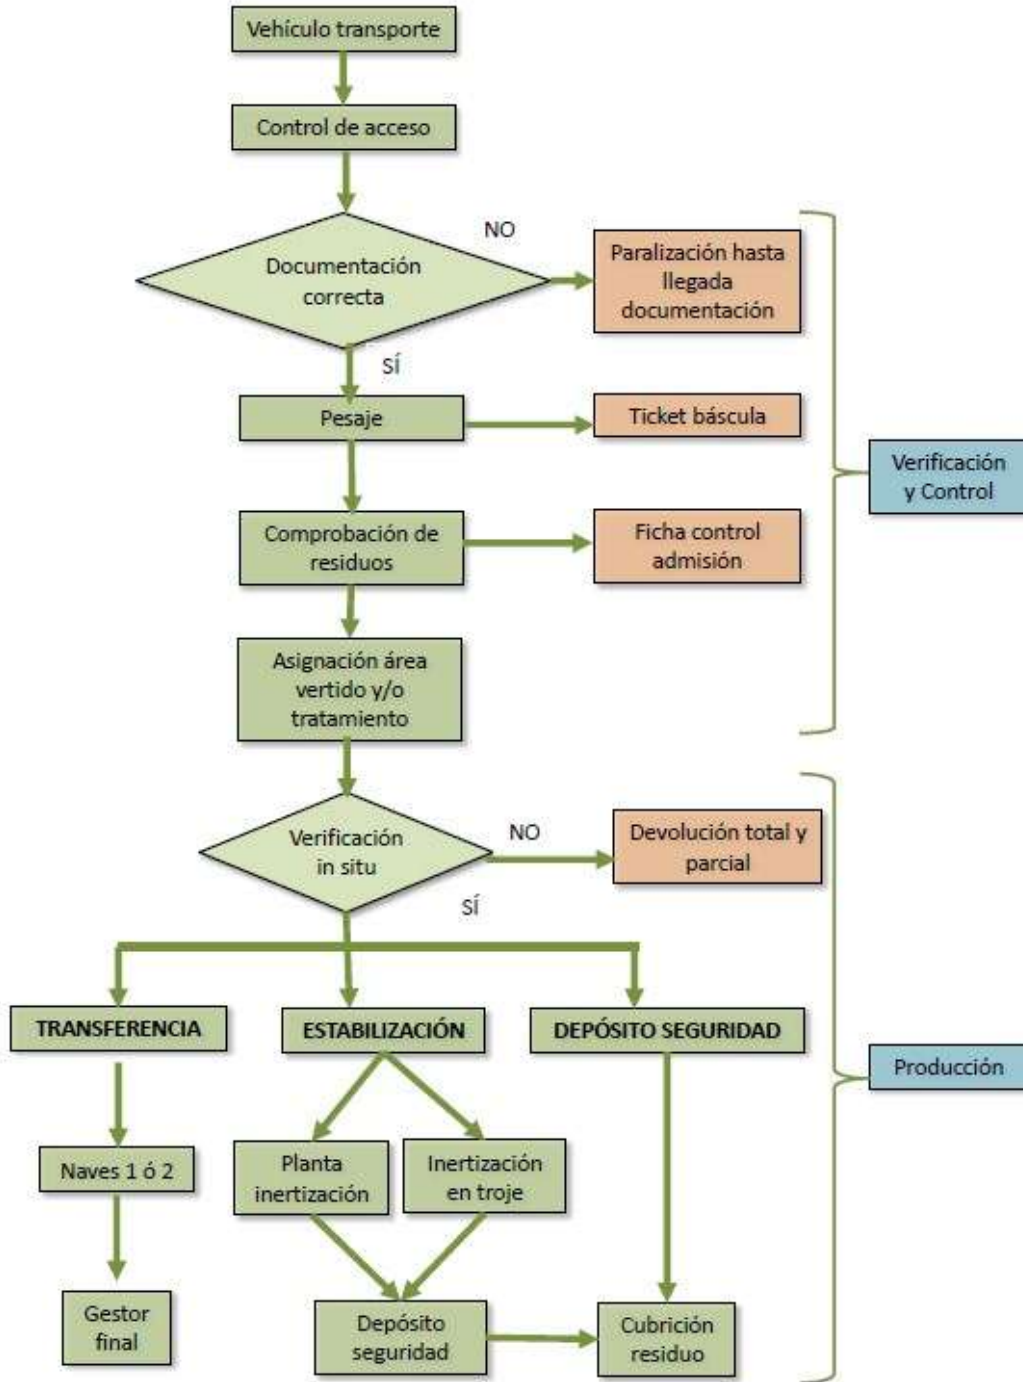 Vehículo transporte
Control de acceso
NO
Documentación
correcta
Paralización hasta
llegada
documentación
SÍ
Pesaje
Ticket báscula
Verificación
y Control
Comprobación de
residuos
Ficha control
admisión
Asignación área
vertido y/o
tratamiento
Verificación
in situ
NO
Devolución total y
parcial
SÍ
TRANSFERENCIA
ESTABILIZACIÓN
DEPÓSITO SEGURIDAD
Producción
Naves 1 ó 2
Planta
inertización
Inertización
en troje
Gestor
final
Depósito
seguridad
Cubrición
residuo